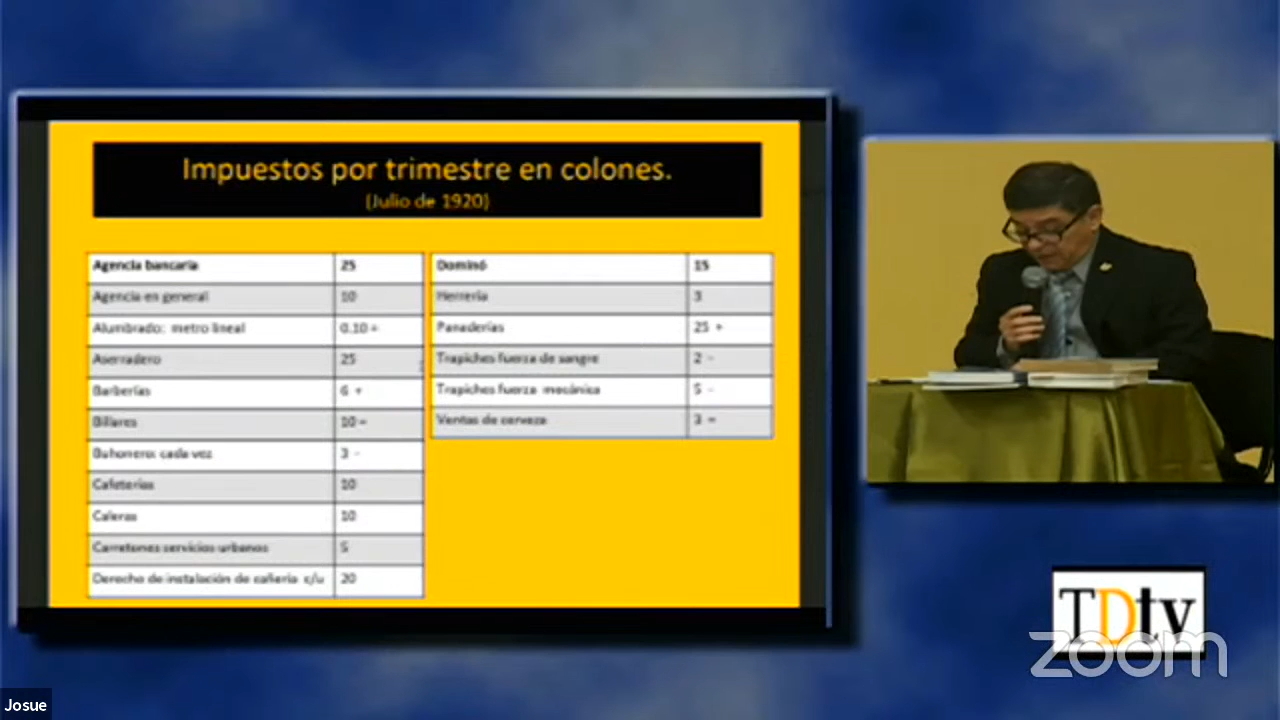 Impuestos por trimestre en colones.
(Julio de 1920)
Agencia bancaria 25
Agencia en general 10
Alumbrado: metro lineal 0.10 +
Aserradero 25
Barberías 6 +
Billares 10 -
Buhonero: cada vez 3 -
Cafeterías 10
Caleras 10
Carretones servicios urbanos 5
Derecho de instalación de cañería c/u 20
Dominó 15
Herrería 3
Panaderías 25 +
Trapiches fuerza de sangre 2 -
Trapiches fuerza mecánica 5 -
Ventas de cerveza 3 =
TDtv
zoom
Josue